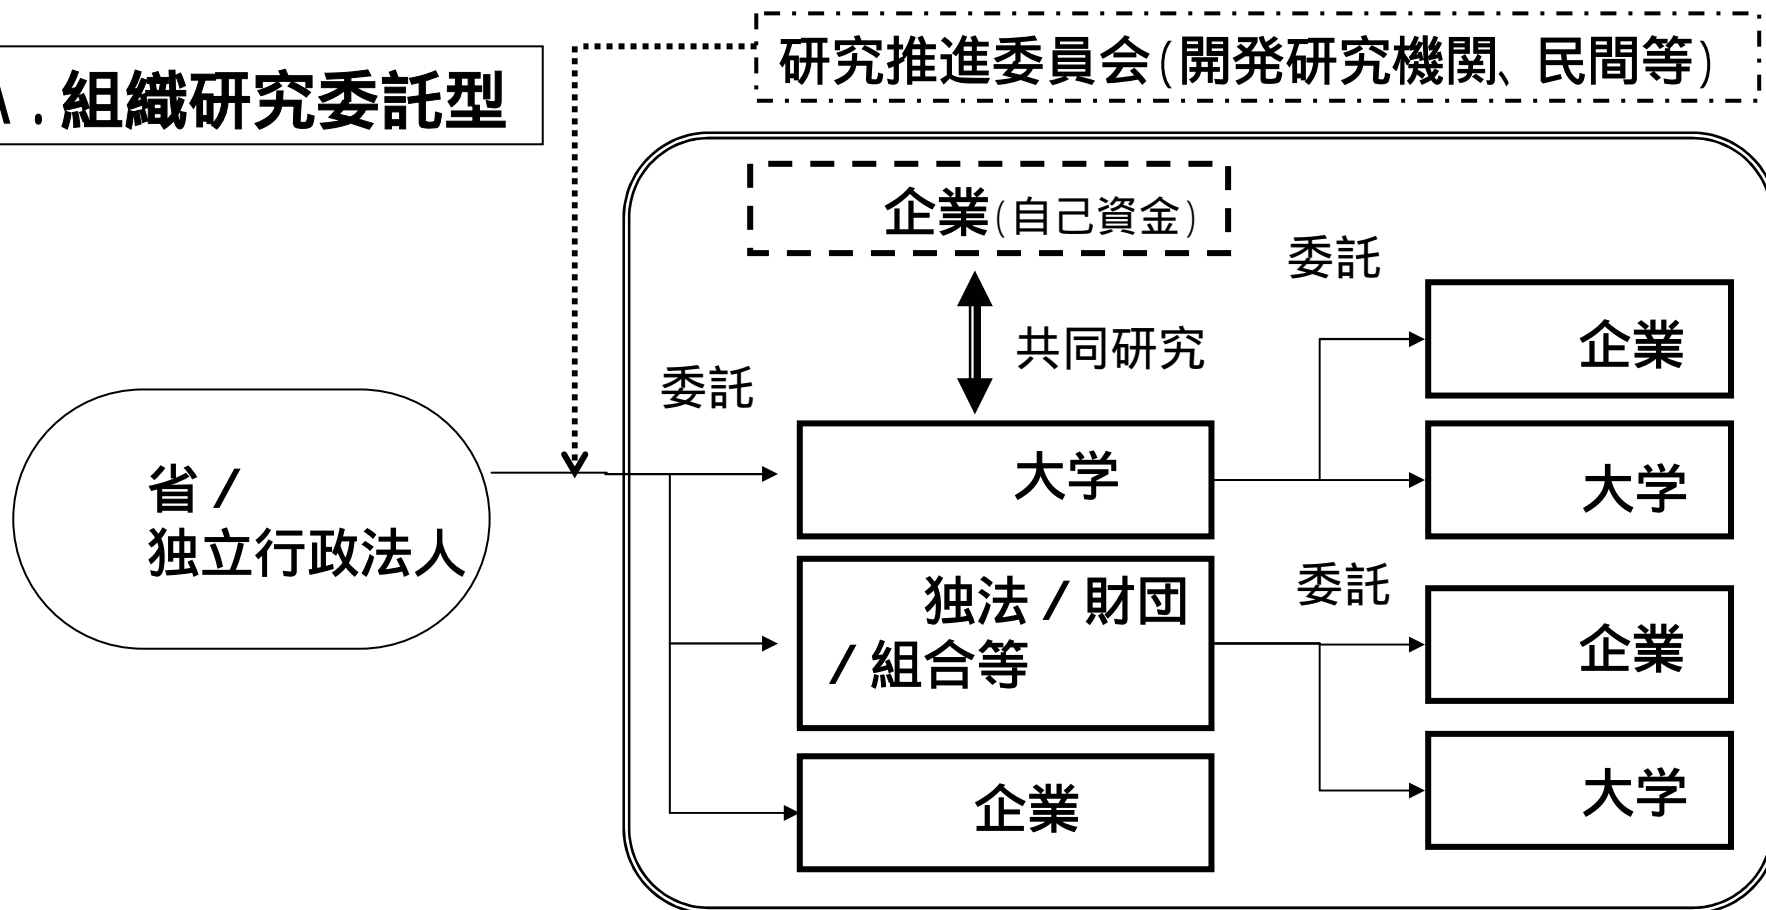 A．組織研究委託型
研究推進委員会(開発研究機関、民間等)
企業(自己資金)
委託
企業
共同研究
委託
大学
大学
省/
独立行政法人
委託
独法/財団
/組合等
企業
企業
大学